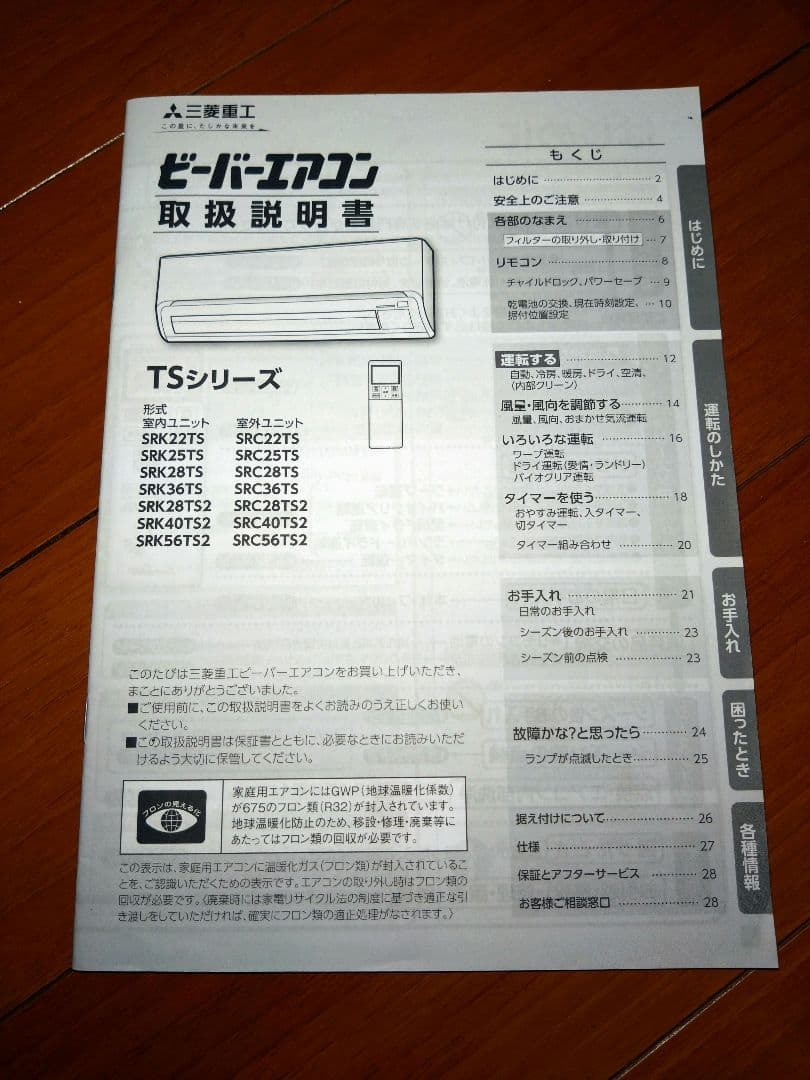 三菱重工
この星に、たしかな未来を
ビーバーエアコン
取扱説明書
TSシリーズ
形式
室内ユニット 室外ユニット
SRK22TS SRC22TS
SRK25TS SRC25TS
SRK28TS SRC28TS
SRK36TS SRC36TS
SRK28TS2 SRC28TS2
SRK40TS2 SRC40TS2
SRK56TS2 SRC56TS2
このたびは三菱重工ビーバーエアコンをお買い上げいただき、
まことにありがとうございました。
■ご使用前に、この取扱説明書をよくお読みのうえ正しくお使い
ください。
■この取扱説明書は保証書とともに、必要なときにお読みいただ
けるよう大切に保管してください。
フロンの見える化
家庭用エアコンにはGWP(地球温暖化係数)
が675のフロン類(R32)が封入されています。
地球温暖化防止のため、移設・修理・廃棄等に
あたってはフロン類の回収が必要です。
この表示は、家庭用エアコンに温暖化ガス(フロン類)が封入されているこ
とを、ご認識いただくための表示です。エアコンの取り外し時はフロン類の
回収が必要です。〈廃棄時には家電リサイクル法の制度に基づき適正な引
き渡しをしていただければ、確実にフロン類の適正処理がなされます。〉
もくじ
はじめに 2
安全上のご注意 4
各部のなまえ 6
フィルターの取り外し・取り付け 7
リモコン 8
チャイルドロック、パワーセーブ 9
乾電池の交換、現在時刻設定、 10
据付位置設定
運転する 12
自動、冷房、暖房、ドライ、空清、
(内部クリーン)
風量・風向を調節する 14
風量、風向、おまかせ気流運転
いろいろな運転 16
ワープ運転
ドライ運転(愛情・ランドリー)
バイオクリア運転
タイマーを使う 18
おやすみ運転、入タイマー、
切タイマー
タイマー組み合わせ 20
お手入れ 21
日常のお手入れ
シーズン後のお手入れ 23
シーズン前の点検 23
故障かな?と思ったら 24
ランプが点滅したとき 25
据え付けについて 26
仕様 27
保証とアフターサービス 28
お客様ご相談窓口 28
はじめに
運転のしかた
お手入れ
困ったとき
各種情報